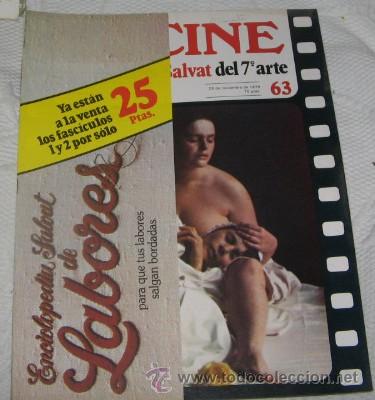 CINE
Salvat del 7º arte
63
Ya están
a la venta
los fascículos
1 y 2 por sólo
25
Ptas.
Enciclopedia Salvat
de
Labores
para que tus labores
salgan bordadas.
www.todocoleccion.net